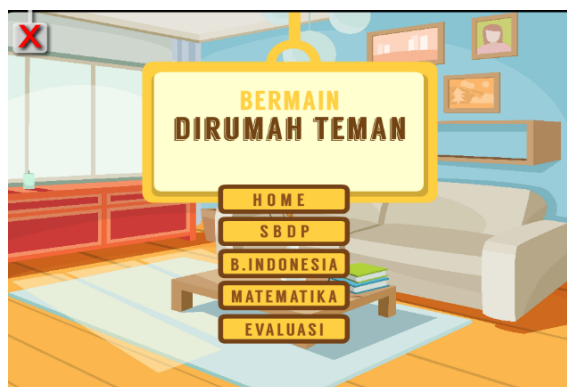 X
BERMAIN
DIRUMAH TEMAN
HOME
SBDP
B.INDONESIA
MATEMATIKA
EVALUASI